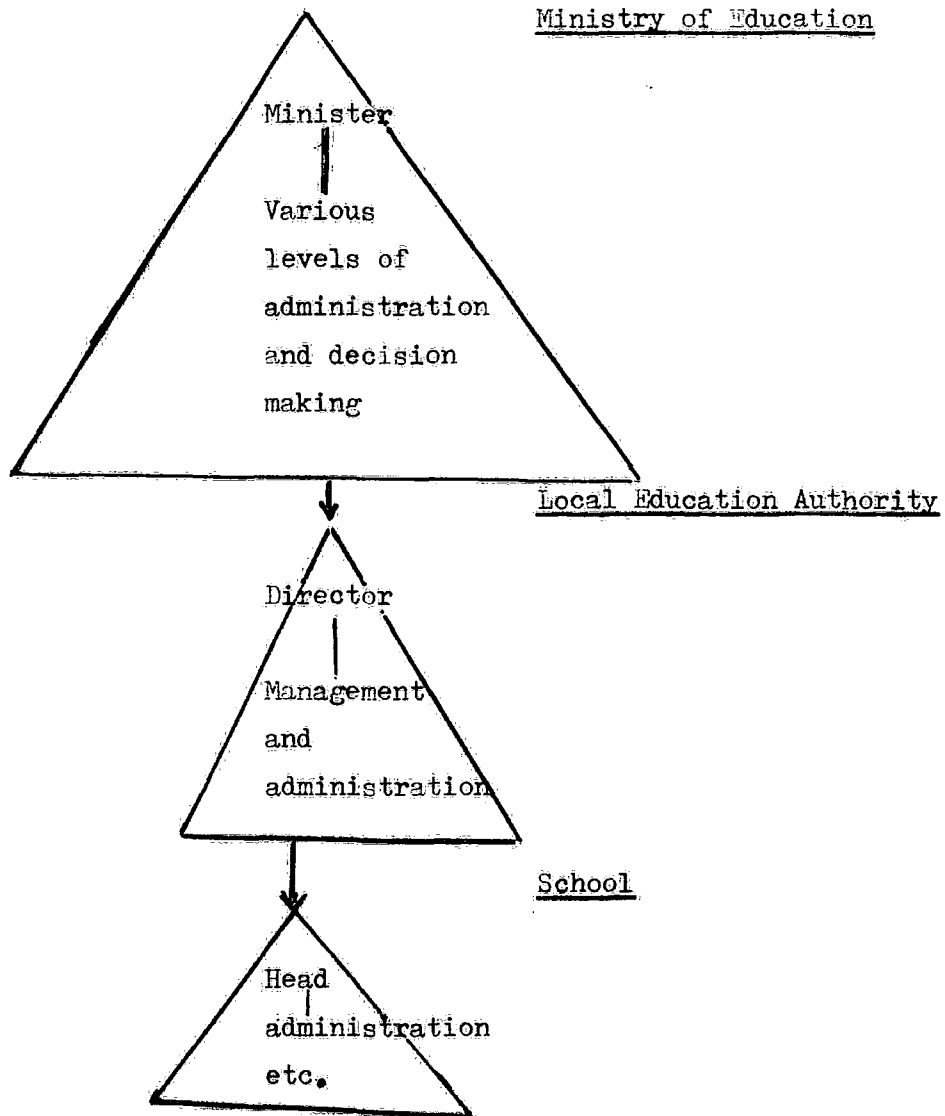 Ministry of Education
Minister
Various
levels of
administration
and decision
making
Local Education Authority
Director
Management
and
administration
School
Head
administration
etc.